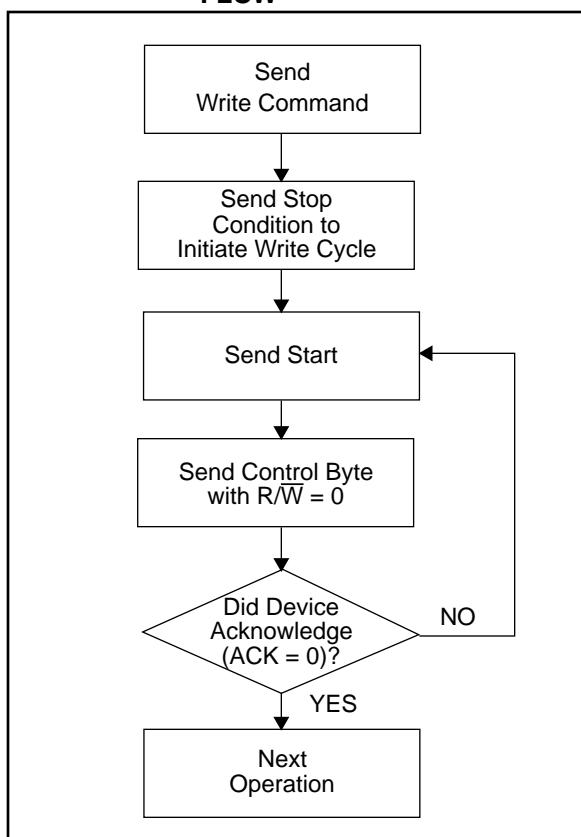 FLOW
Send
Write Command
Send Stop
Condition to
Initiate Write Cycle
Send Start
Send Control Byte
with R/W̅ = 0
Did Device
Acknowledge
(ACK = 0)?
NO
YES
Next
Operation